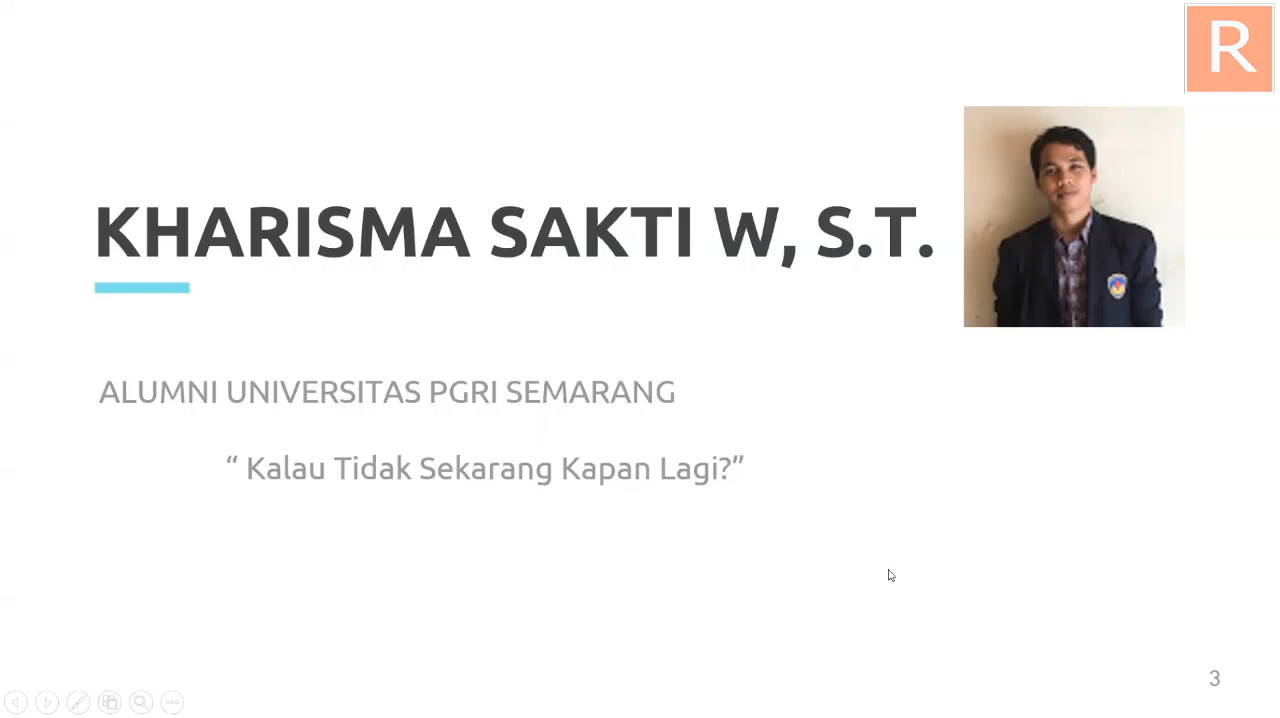 R
KHARISMA SAKTI W, S.T.
ALUMNI UNIVERSITAS PGRI SEMARANG
“ Kalau Tidak Sekarang Kapan Lagi?”
3